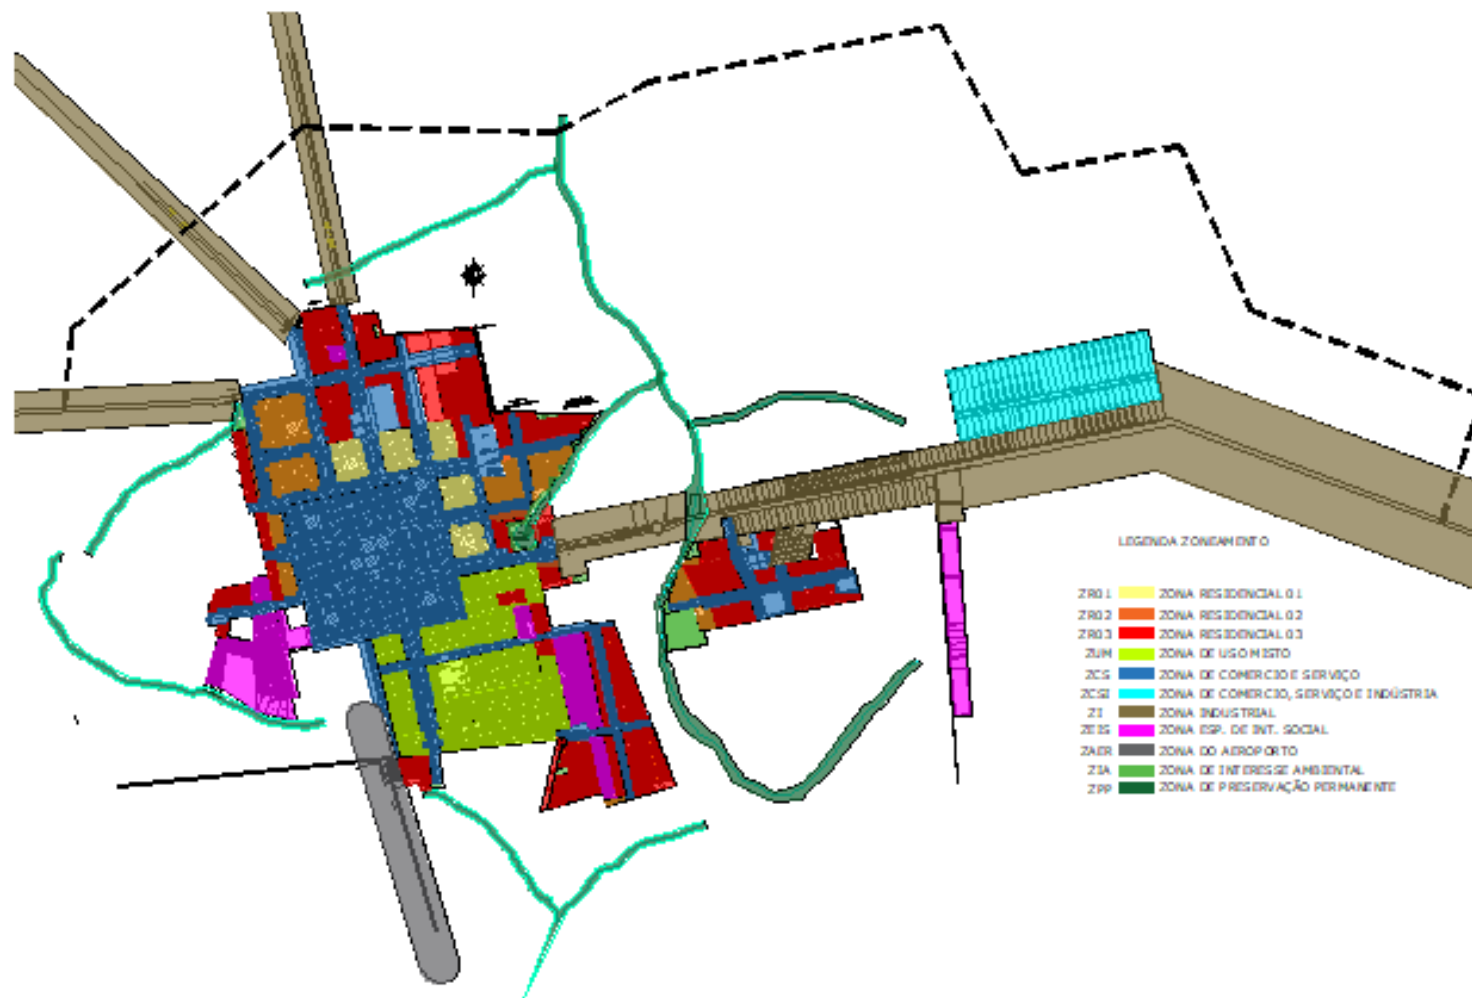 LEGENDA ZONEAMENTO
ZR01 ZONA RESIDENCIAL 01
ZR02 ZONA RESIDENCIAL 02
ZR03 ZONA RESIDENCIAL 03
ZUM ZONA DE USO MISTO
ZCS ZONA DE COMERCIO E SERVIÇO
ZCSI ZONA DE COMERCIO, SERVIÇO E INDÚSTRIA
ZI ZONA INDUSTRIAL
ZEIS ZONA ESP. DE INT. SOCIAL
ZAER ZONA DO AEROPORTO
ZIA ZONA DE INTERESSE AMBIENTAL
ZPP ZONA DE PRESERVAÇÃO PERMANENTE